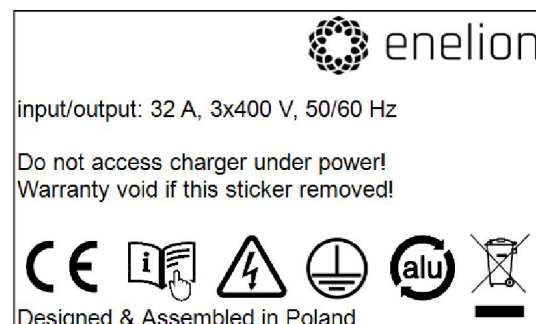 enelion
input/output: 32 A, 3x400 V, 50/60 Hz
Do not access charger under power!
Warranty void if this sticker removed!
CE i alu
Designed & Assembled in Poland